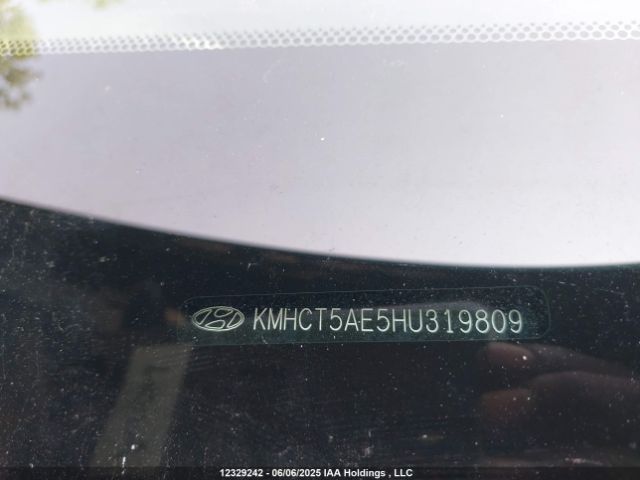 KMHCT5AE5HU319809
12329242 - 06/06/2025 IAA Holdings , LLC